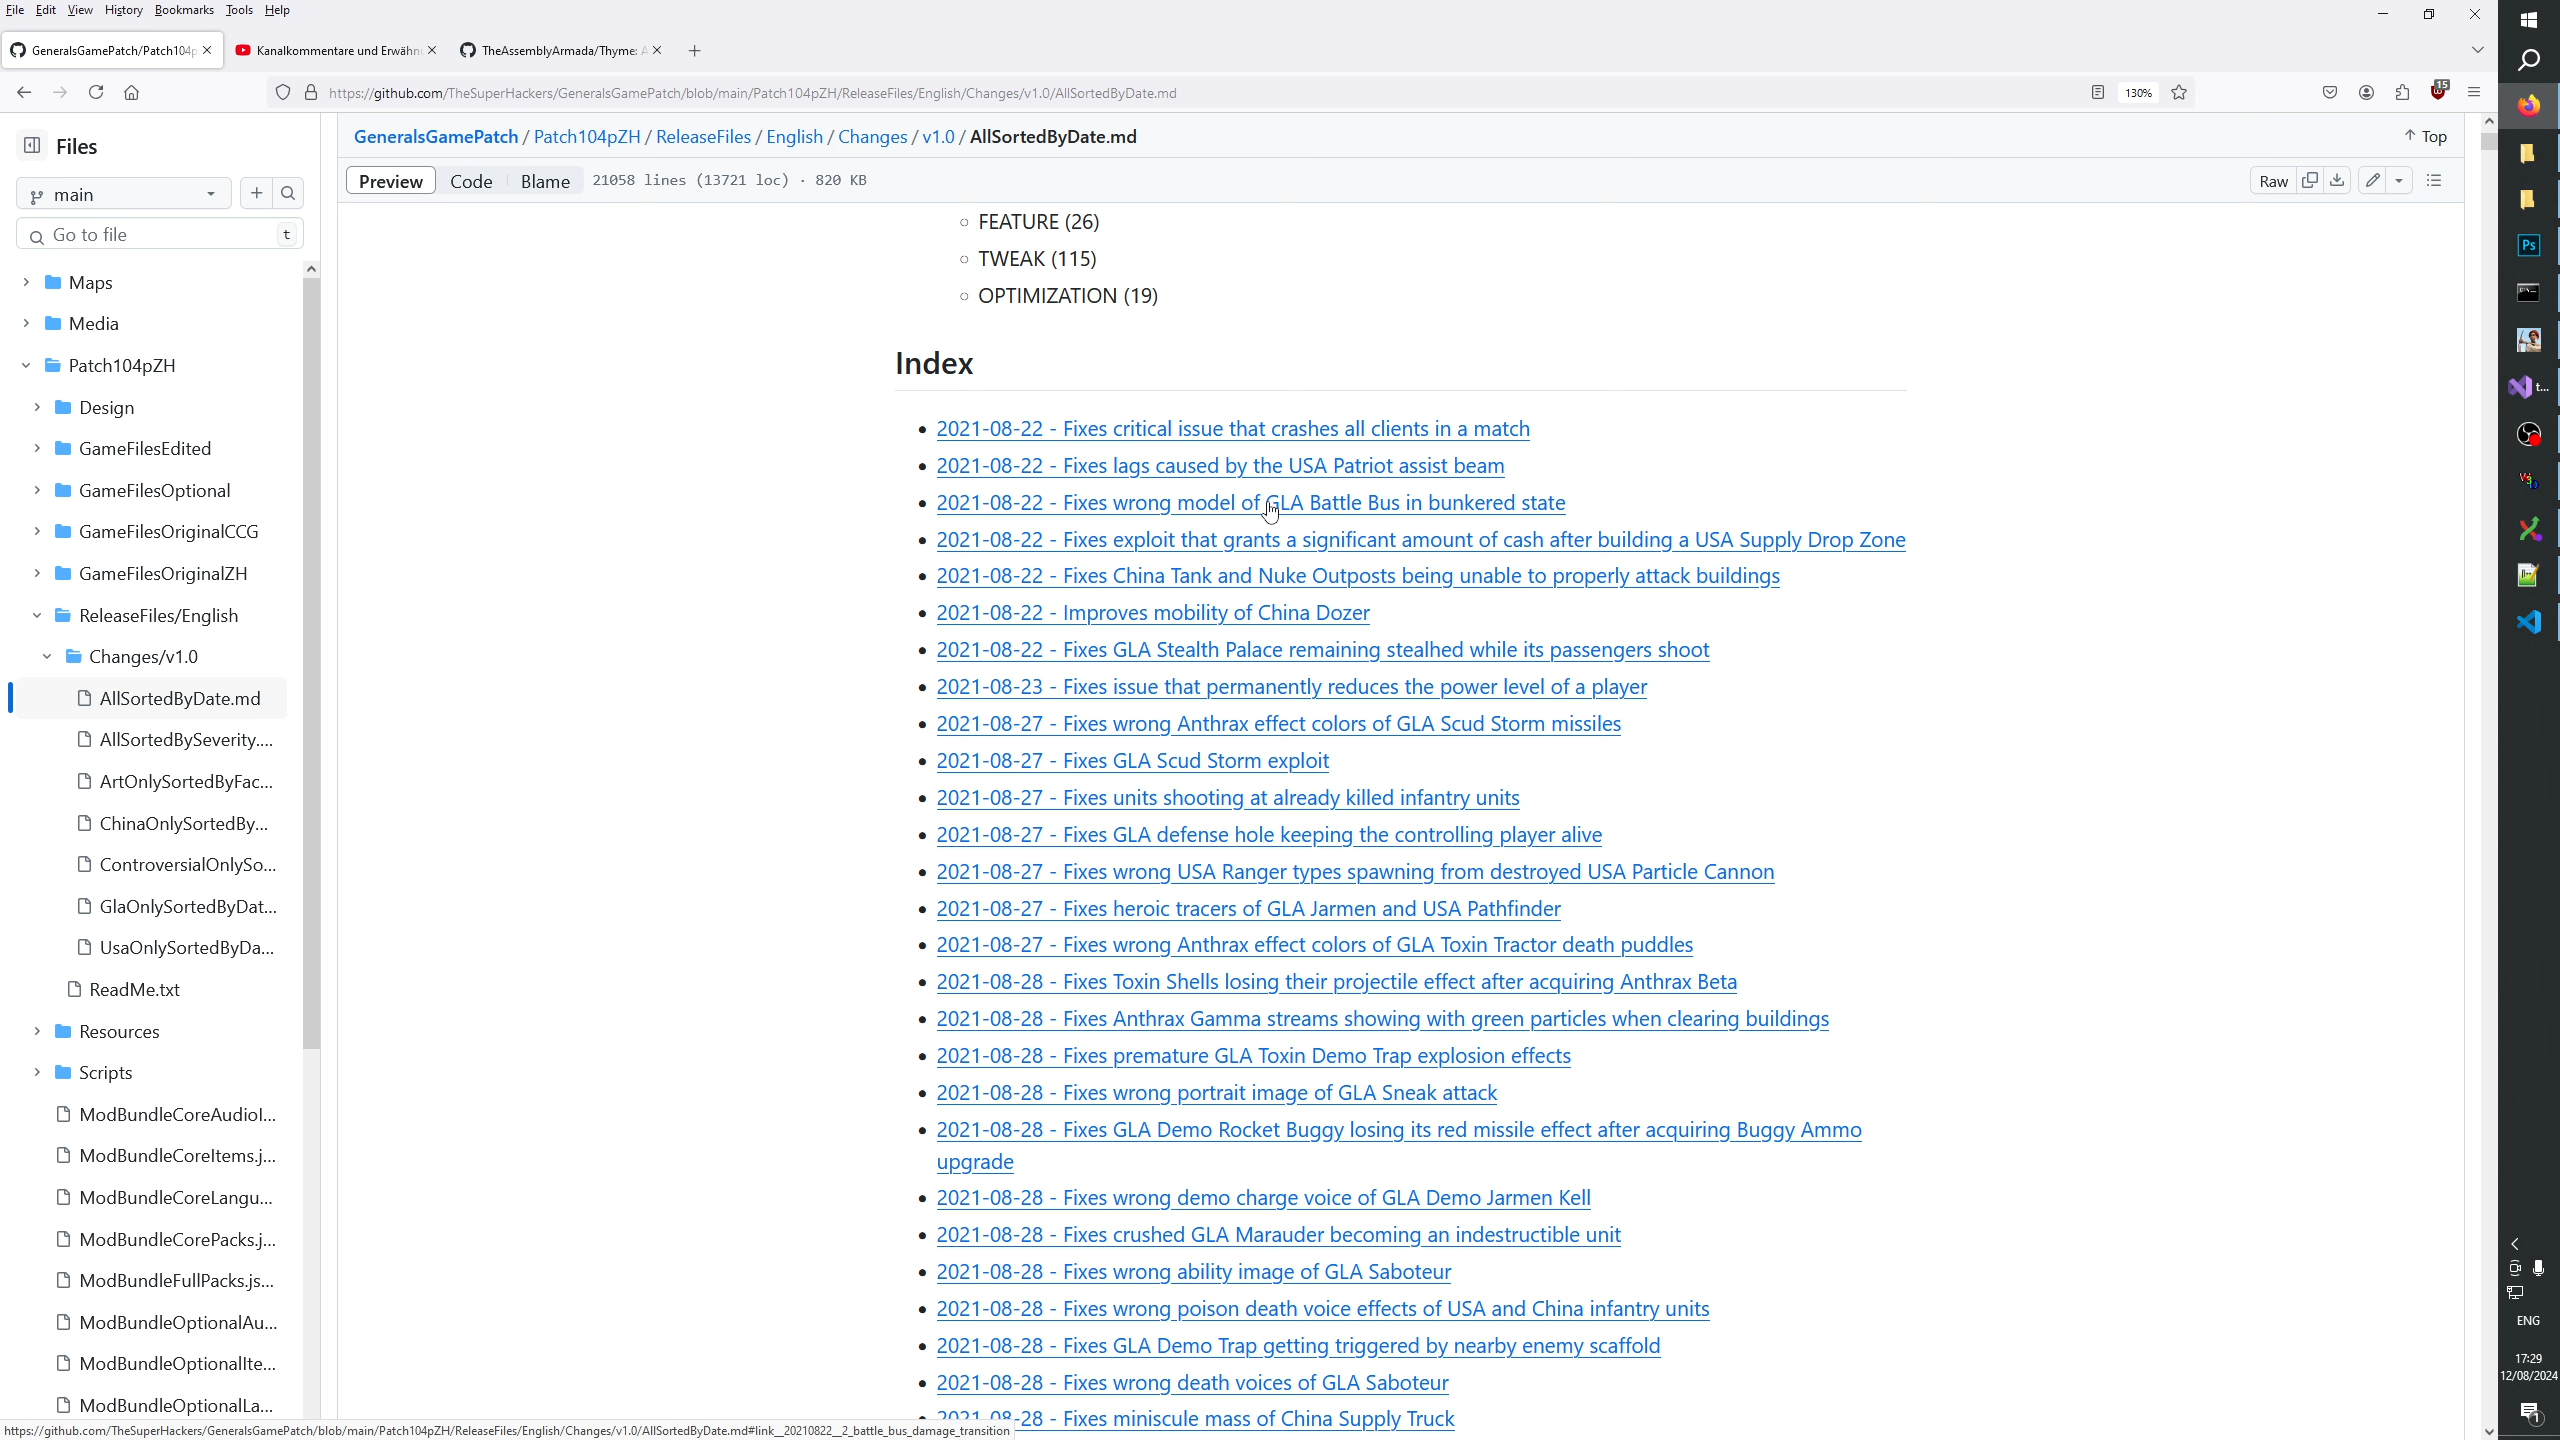 File Edit View History Bookmarks Tools Help
GeneralsGamePatch/Patch104p
Kanalkommentare und Erwähnu
TheAssemblyArmada/Thyme: A
https://github.com/TheSuperHackers/GeneralsGamePatch/blob/main/Patch104pZH/ReleaseFiles/English/Changes/v1.0/AllSortedByDate.md
130%
15
Files
main
Go to file
t
Maps
Media
Patch104pZH
Design
GameFilesEdited
GameFilesOptional
GameFilesOriginalCCG
GameFilesOriginalZH
ReleaseFiles/English
Changes/v1.0
AllSortedByDate.md
AllSortedBySeverity....
ArtOnlySortedByFac...
ChinaOnlySortedBy...
ControversialOnlySo...
GlaOnlySortedByDat...
UsaOnlySortedByDa...
ReadMe.txt
Resources
Scripts
ModBundleCoreAudioI...
ModBundleCoreItems.j...
ModBundleCoreLangu...
ModBundleCorePacks.j...
ModBundleFullPacks.js...
ModBundleOptionalAu...
ModBundleOptionalIte...
ModBundleOptionalLa...
GeneralsGamePatch / Patch104pZH / ReleaseFiles / English / Changes / v1.0 / AllSortedByDate.md
Top
Preview Code Blame 21058 lines (13721 loc) · 820 KB
Raw
FEATURE (26)
TWEAK (115)
OPTIMIZATION (19)
Index
2021-08-22 - Fixes critical issue that crashes all clients in a match
2021-08-22 - Fixes lags caused by the USA Patriot assist beam
2021-08-22 - Fixes wrong model of GLA Battle Bus in bunkered state
2021-08-22 - Fixes exploit that grants a significant amount of cash after building a USA Supply Drop Zone
2021-08-22 - Fixes China Tank and Nuke Outposts being unable to properly attack buildings
2021-08-22 - Improves mobility of China Dozer
2021-08-22 - Fixes GLA Stealth Palace remaining stealhed while its passengers shoot
2021-08-23 - Fixes issue that permanently reduces the power level of a player
2021-08-27 - Fixes wrong Anthrax effect colors of GLA Scud Storm missiles
2021-08-27 - Fixes GLA Scud Storm exploit
2021-08-27 - Fixes units shooting at already killed infantry units
2021-08-27 - Fixes GLA defense hole keeping the controlling player alive
2021-08-27 - Fixes wrong USA Ranger types spawning from destroyed USA Particle Cannon
2021-08-27 - Fixes heroic tracers of GLA Jarmen and USA Pathfinder
2021-08-27 - Fixes wrong Anthrax effect colors of GLA Toxin Tractor death puddles
2021-08-28 - Fixes Toxin Shells losing their projectile effect after acquiring Anthrax Beta
2021-08-28 - Fixes Anthrax Gamma streams showing with green particles when clearing buildings
2021-08-28 - Fixes premature GLA Toxin Demo Trap explosion effects
2021-08-28 - Fixes wrong portrait image of GLA Sneak attack
2021-08-28 - Fixes GLA Demo Rocket Buggy losing its red missile effect after acquiring Buggy Ammo
upgrade
2021-08-28 - Fixes wrong demo charge voice of GLA Demo Jarmen Kell
2021-08-28 - Fixes crushed GLA Marauder becoming an indestructible unit
2021-08-28 - Fixes wrong ability image of GLA Saboteur
2021-08-28 - Fixes wrong poison death voice effects of USA and China infantry units
2021-08-28 - Fixes GLA Demo Trap getting triggered by nearby enemy scaffold
2021-08-28 - Fixes wrong death voices of GLA Saboteur
2021-08-28 - Fixes miniscule mass of China Supply Truck
https://github.com/TheSuperHackers/GeneralsGamePatch/blob/main/Patch104pZH/ReleaseFiles/English/Changes/v1.0/AllSortedByDate.md#link__20210822__2_battle_bus_damage_transition
Ps
t...
ENG
17:29
12/08/2024
1